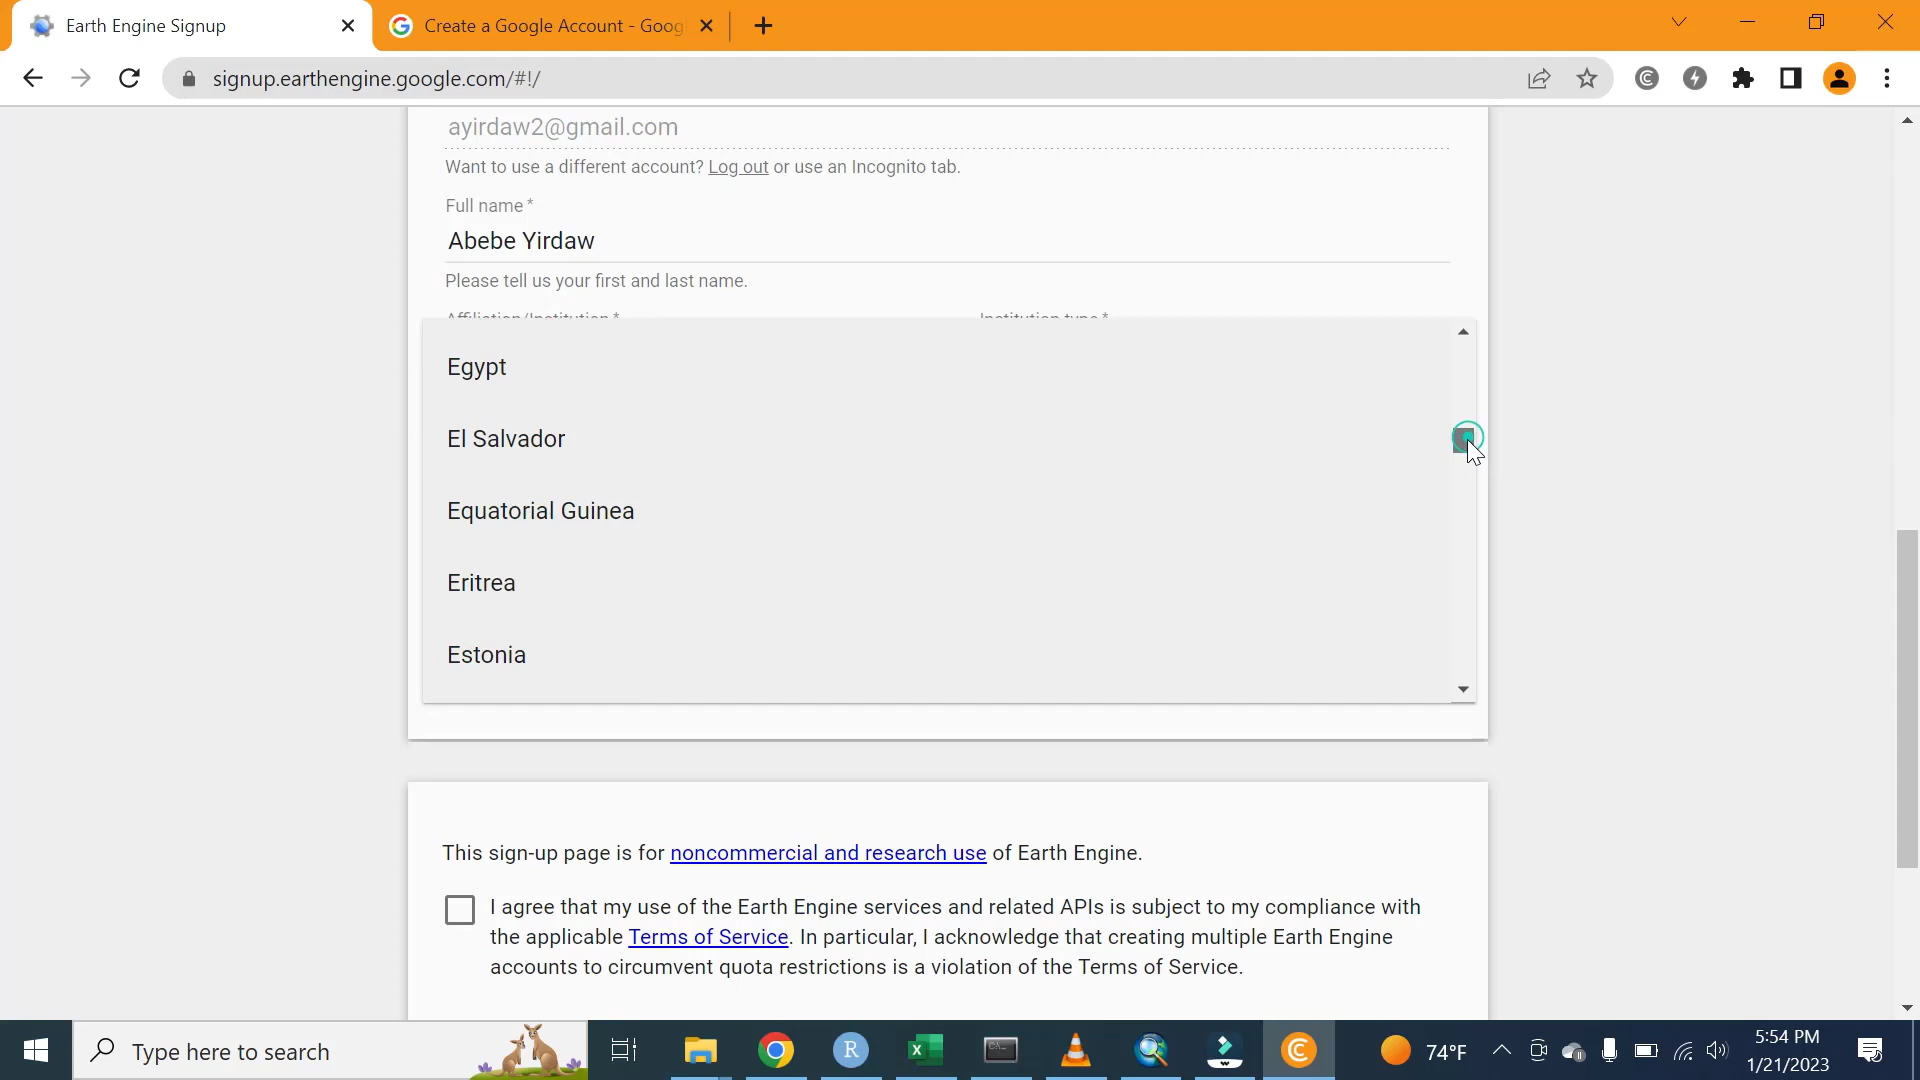 Earth Engine Signup
Create a Google Account - Goog
signup.earthengine.google.com/#!/
ayirdaw2@gmail.com
Want to use a different account? Log out or use an Incognito tab.
Full name *
Abebe Yirdaw
Please tell us your first and last name.
Affiliation/Institution * Institution type *
Egypt
El Salvador
Equatorial Guinea
Eritrea
Estonia
This sign-up page is for noncommercial and research use of Earth Engine.
I agree that my use of the Earth Engine services and related APIs is subject to my compliance with
the applicable Terms of Service. In particular, I acknowledge that creating multiple Earth Engine
accounts to circumvent quota restrictions is a violation of the Terms of Service.
Type here to search
74°F
5:54 PM
1/21/2023